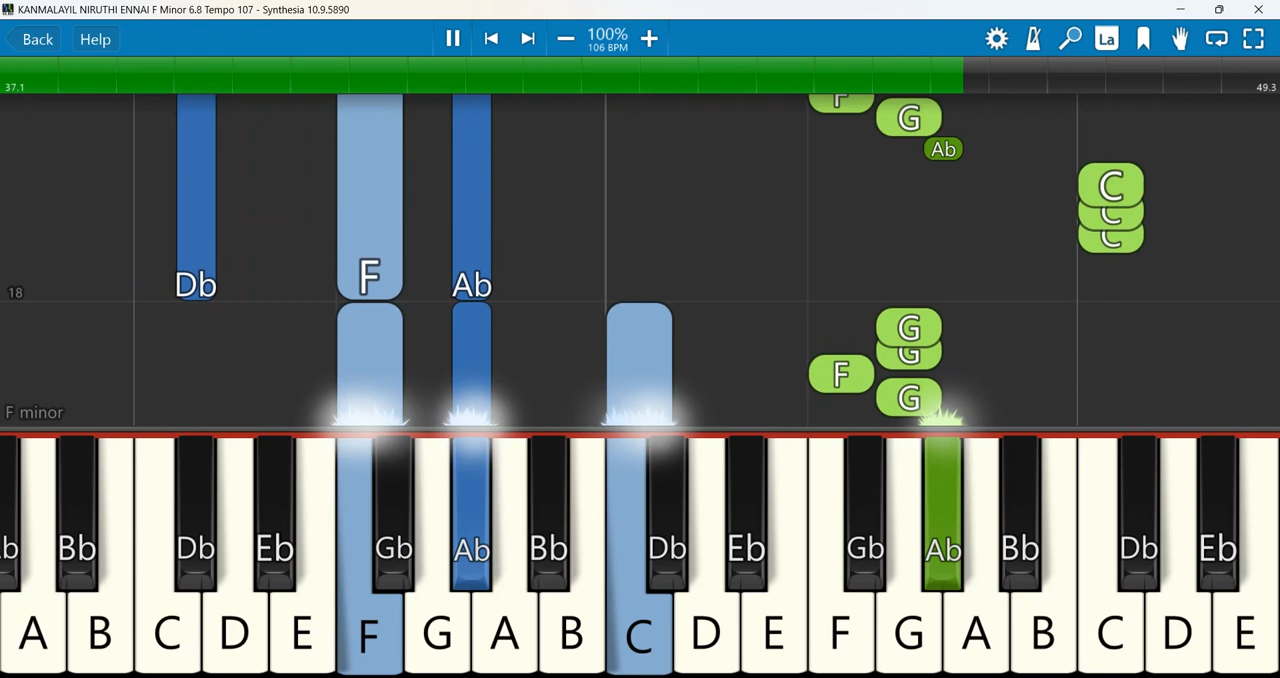 KANMALAYIL NIRUTHI ENNAI F Minor 6.8 Tempo 107 - Synthesia 10.9.5890
Back Help 100% La
106 BPM
37.1 49.3
F G
Ab
C
C
C
Db F Ab
18
G
G
F
G
F minor
b Bb Db Eb Gb Ab Bb Db Eb Gb Ab Bb Db Eb
A B C D E F G A B C D E F G A B C D E